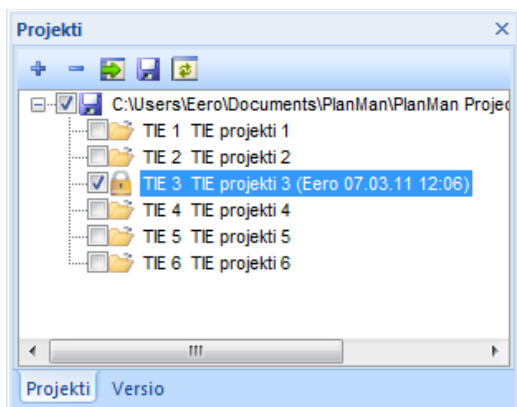 Projekti
C:\Users\Eero\Documents\PlanMan\PlanMan Projec
TIE 1 TIE projekti 1
TIE 2 TIE projekti 2
TIE 3 TIE projekti 3 (Eero 07.03.11 12:06)
TIE 4 TIE projekti 4
TIE 5 TIE projekti 5
TIE 6 TIE projekti 6
Projekti Versio